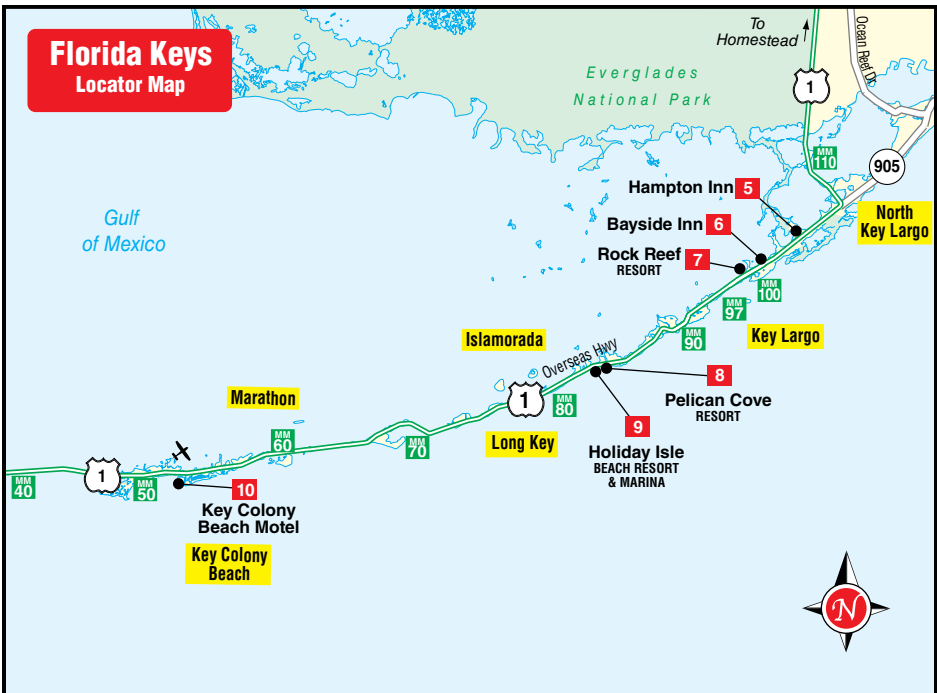 Florida Keys
Locator Map
To
Homestead
Ocean Reef Dr.
Everglades
National Park
1
MM
110
905
Gulf
of Mexico
Hampton Inn 5
Bayside Inn 6
Rock Reef 7
RESORT
North
Key Largo
MM
100
MM
97
MM
90
Key Largo
Islamorada
Overseas Hwy
8
Pelican Cove
RESORT
1
MM
80
9
Holiday Isle
BEACH RESORT
& MARINA
Marathon
Long Key
MM
70
MM
60
1
MM
50
MM
40
10
Key Colony
Beach Motel
Key Colony
Beach
N